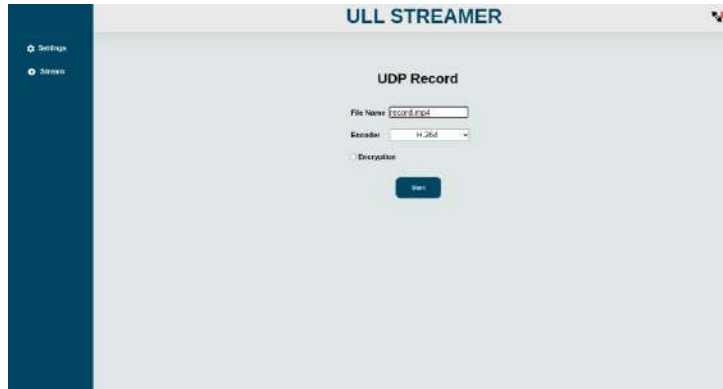 ULL STREAMER
Settings
Stream
UDP Record
File Name record.mp4
Encoder H.264
Encryption
Start